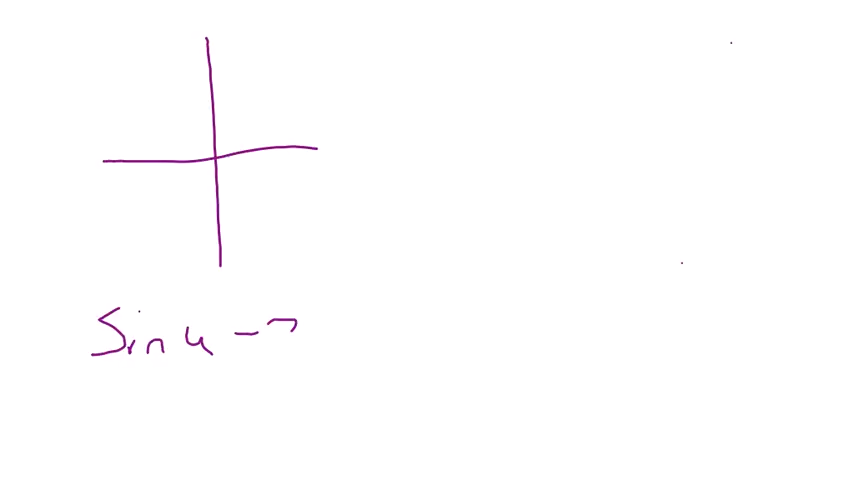 Sin u →